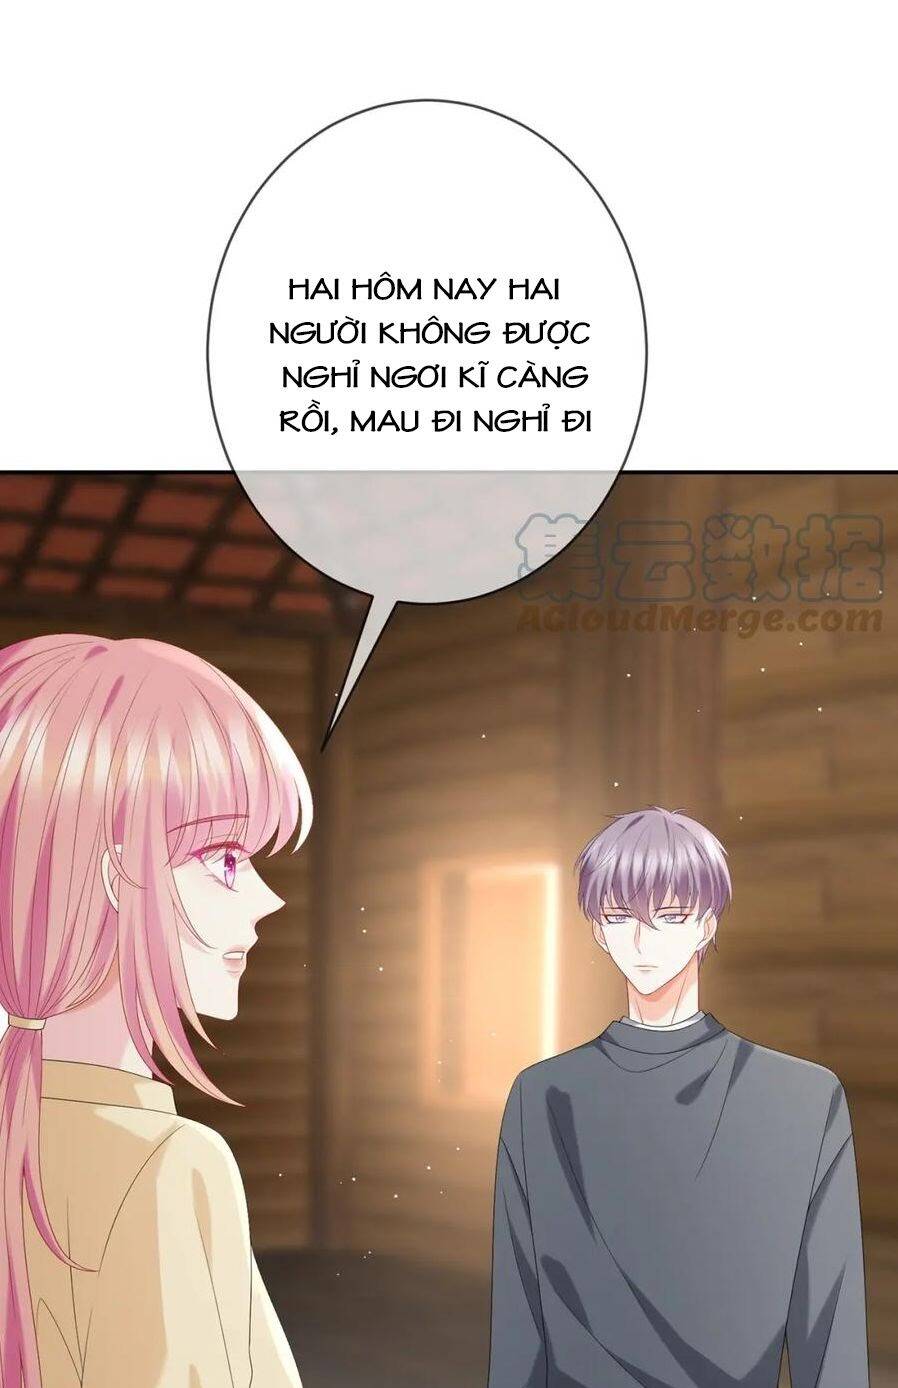 HAI HÔM NAY HAI
NGƯỜI KHÔNG ĐƯỢC
NGHỈ NGƠI KĨ CÀNG
RỒI, MAU ĐI NGHỈ ĐI
集云数据
AcloudMerge.com